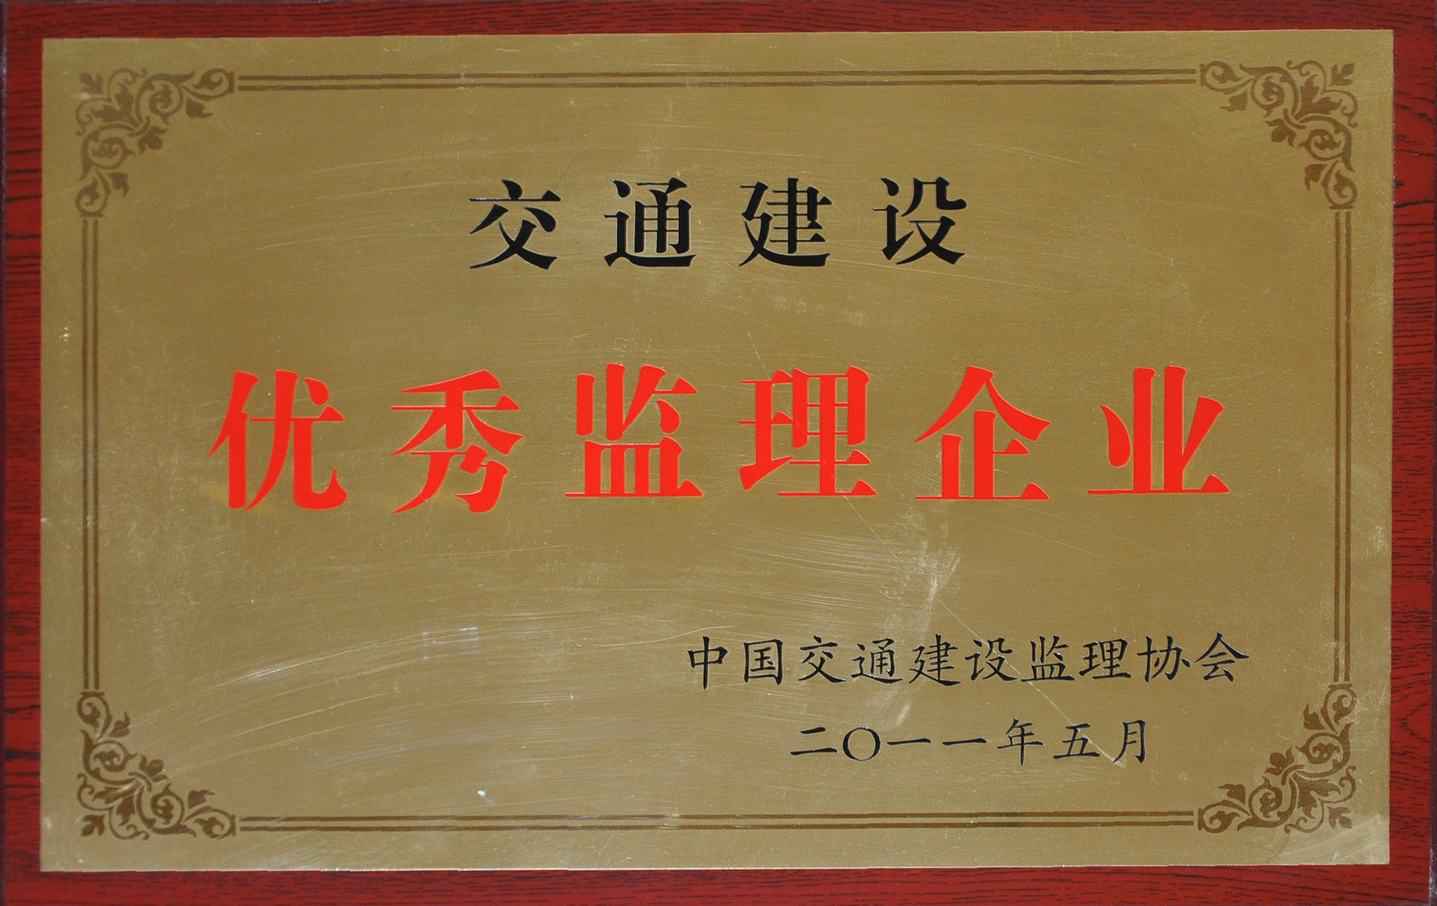 交通建设
优秀监理企业
中国交通建设监理协会
二〇一一年五月